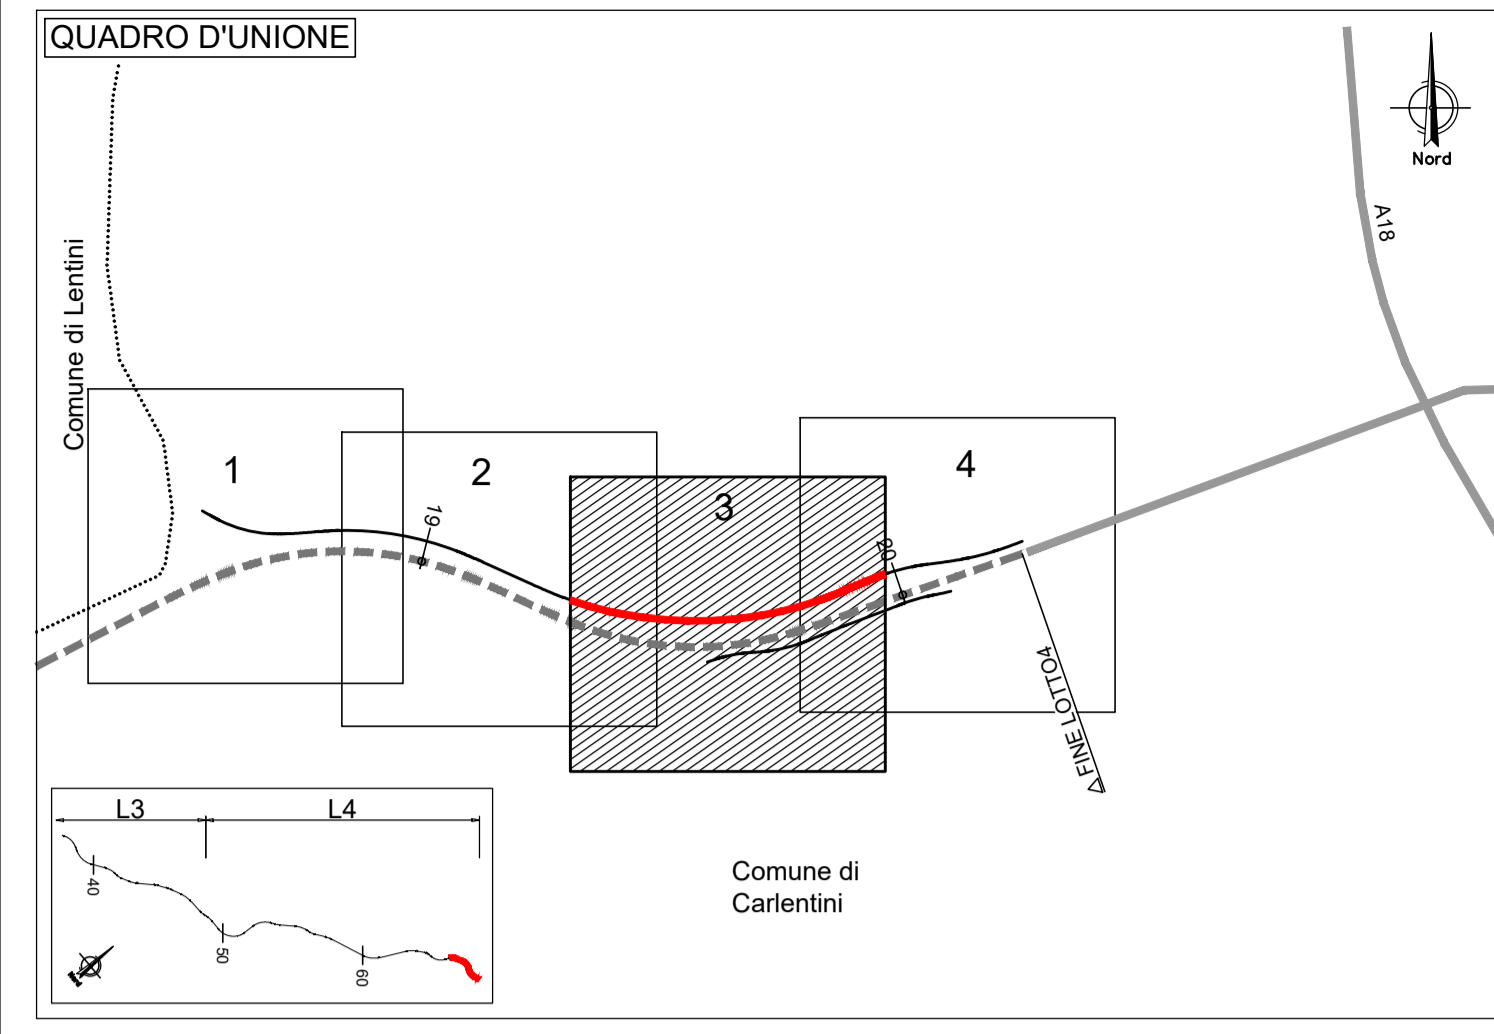 QUADRO D'UNIONE
Nord
A18
Comune di Lentini
1
2
3
4
19
20
FINE LOTTO4
L3
L4
40
50
60
Comune di
Carlentini